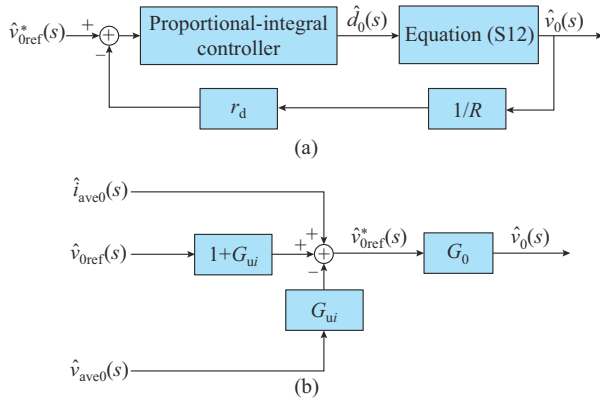 v̂*0ref(s)
+
−
Proportional-integral
controller
d̂0(s)
Equation (S12)
v̂0(s)
rd
1/R
(a)
îave0(s)
v̂0ref(s)
1+Gui
+
+
−
v̂*0ref(s)
G0
v̂0(s)
Gui
v̂ave0(s)
(b)